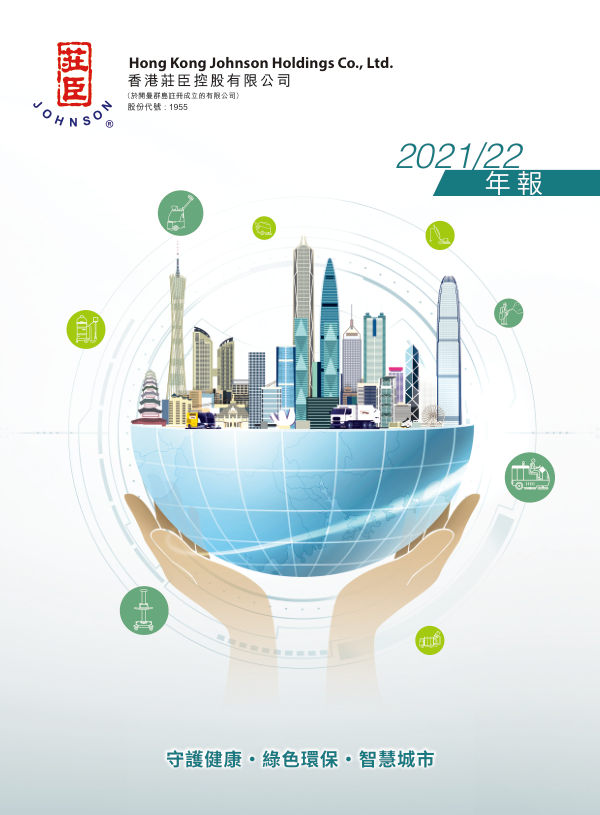 莊臣
JOHNSON®
Hong Kong Johnson Holdings Co., Ltd.
香港莊臣控股有限公司
(於開曼群島註冊成立的有限公司)
股份代號 : 1955
2021/22
年報
守護健康・綠色環保・智慧城市